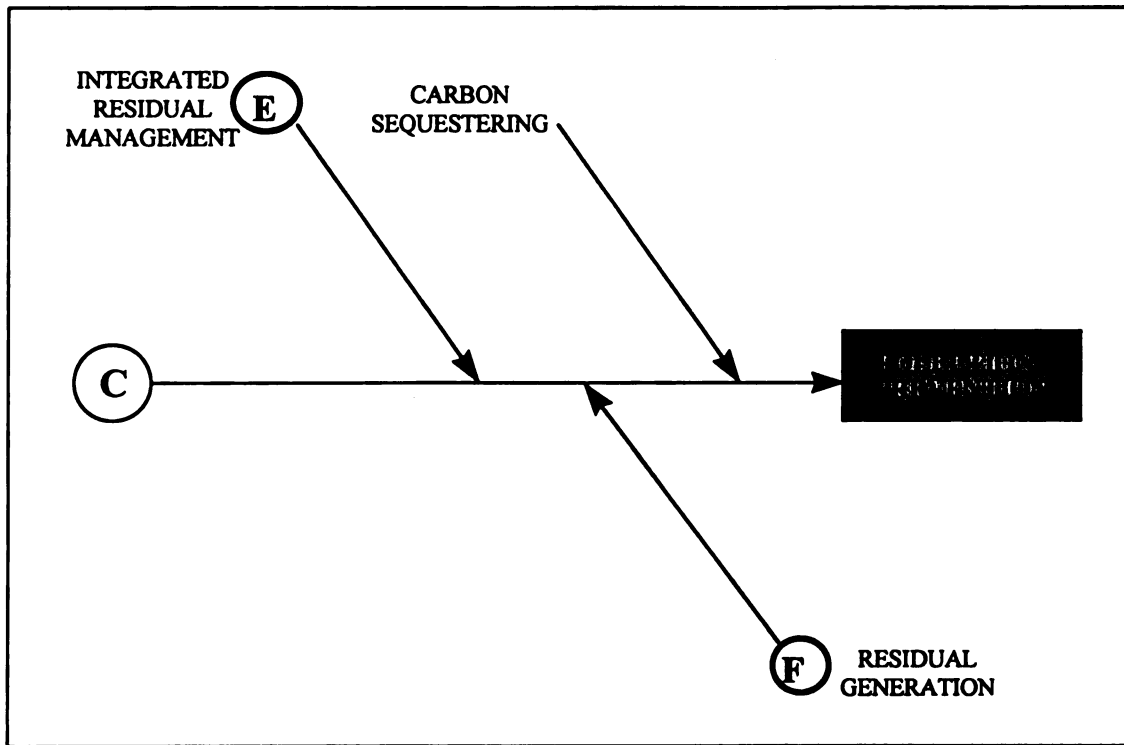 INTEGRATED
RESIDUAL
MANAGEMENT
E
CARBON
SEQUESTERING
C
F
RESIDUAL
GENERATION